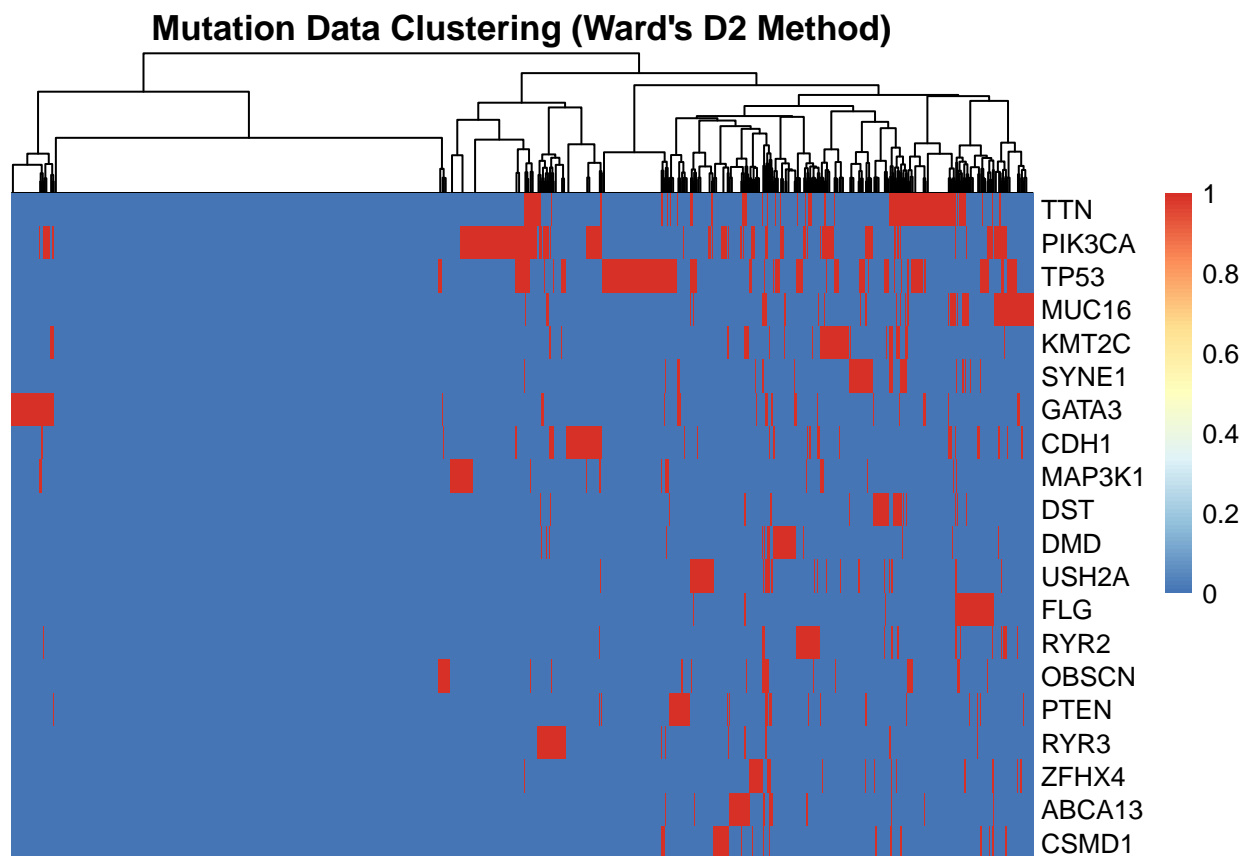 Mutation Data Clustering (Ward's D2 Method)
TTN
PIK3CA
TP53
MUC16
KMT2C
SYNE1
GATA3
CDH1
MAP3K1
DST
DMD
USH2A
FLG
RYR2
OBSCN
PTEN
RYR3
ZFHX4
ABCA13
CSMD1
1
0.8
0.6
0.4
0.2
0